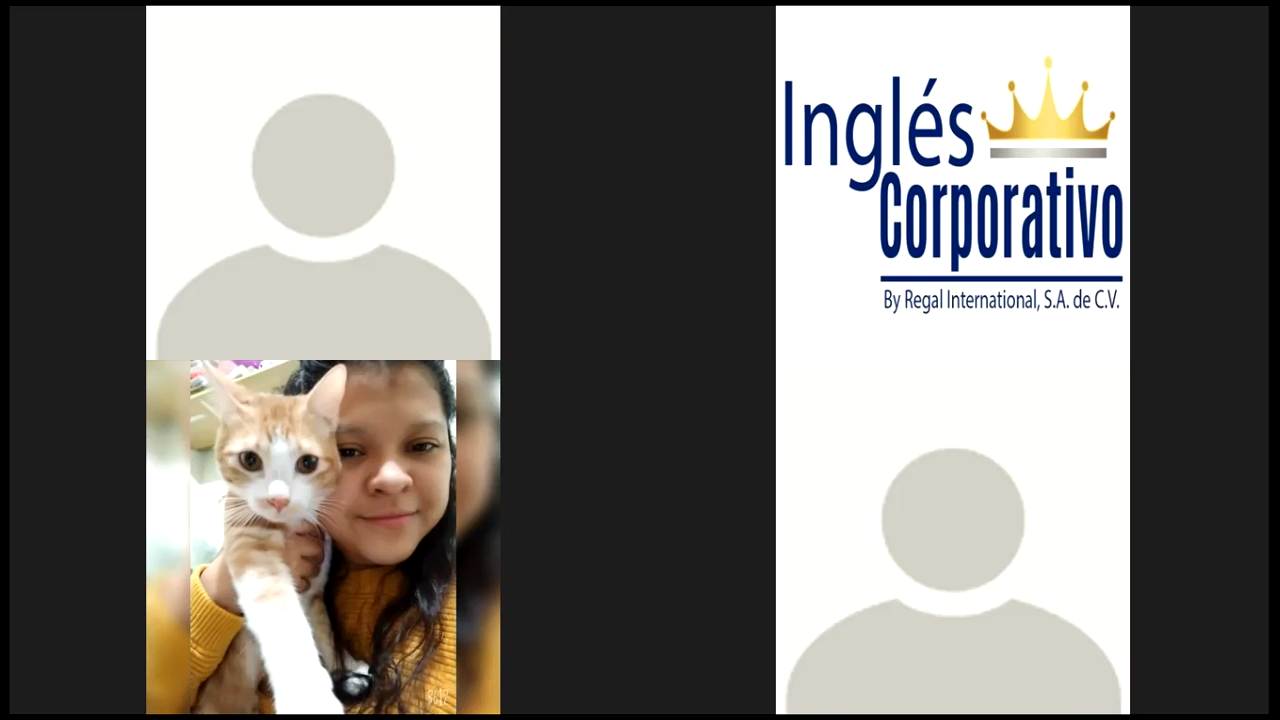 Inglés
Corporativo
By Regal International, S.A. de C.V.